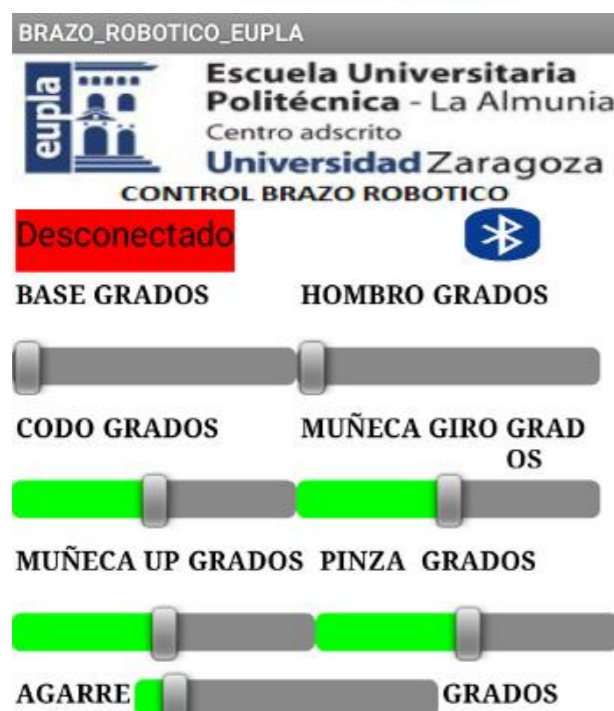 BRAZO_ROBOTICO_EUPLA
eupla
Escuela Universitaria
Politécnica - La Almunia
Centro adscrito
Universidad Zaragoza
CONTROL BRAZO ROBOTICO
Desconectado
BASE GRADOS HOMBRO GRADOS
CODO GRADOS MUÑECA GIRO GRAD
OS
MUÑECA UP GRADOS PINZA GRADOS
AGARRE GRADOS